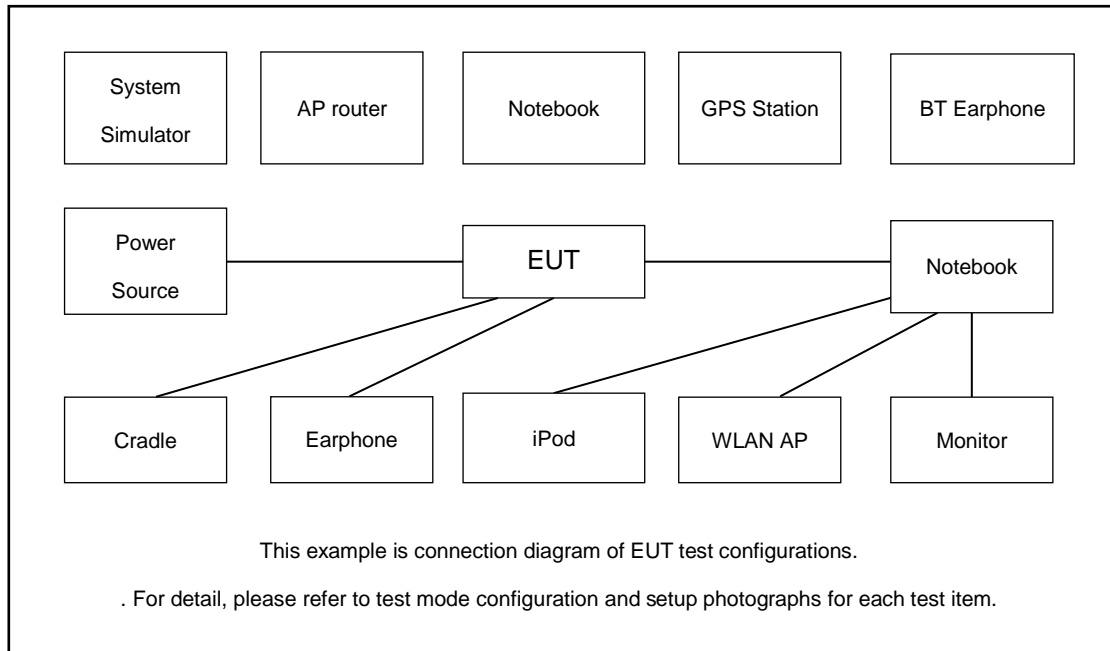 System
Simulator
AP router
Notebook
GPS Station
BT Earphone
Power
Source
EUT
Notebook
Cradle
Earphone
iPod
WLAN AP
Monitor
This example is connection diagram of EUT test configurations.
. For detail, please refer to test mode configuration and setup photographs for each test item.